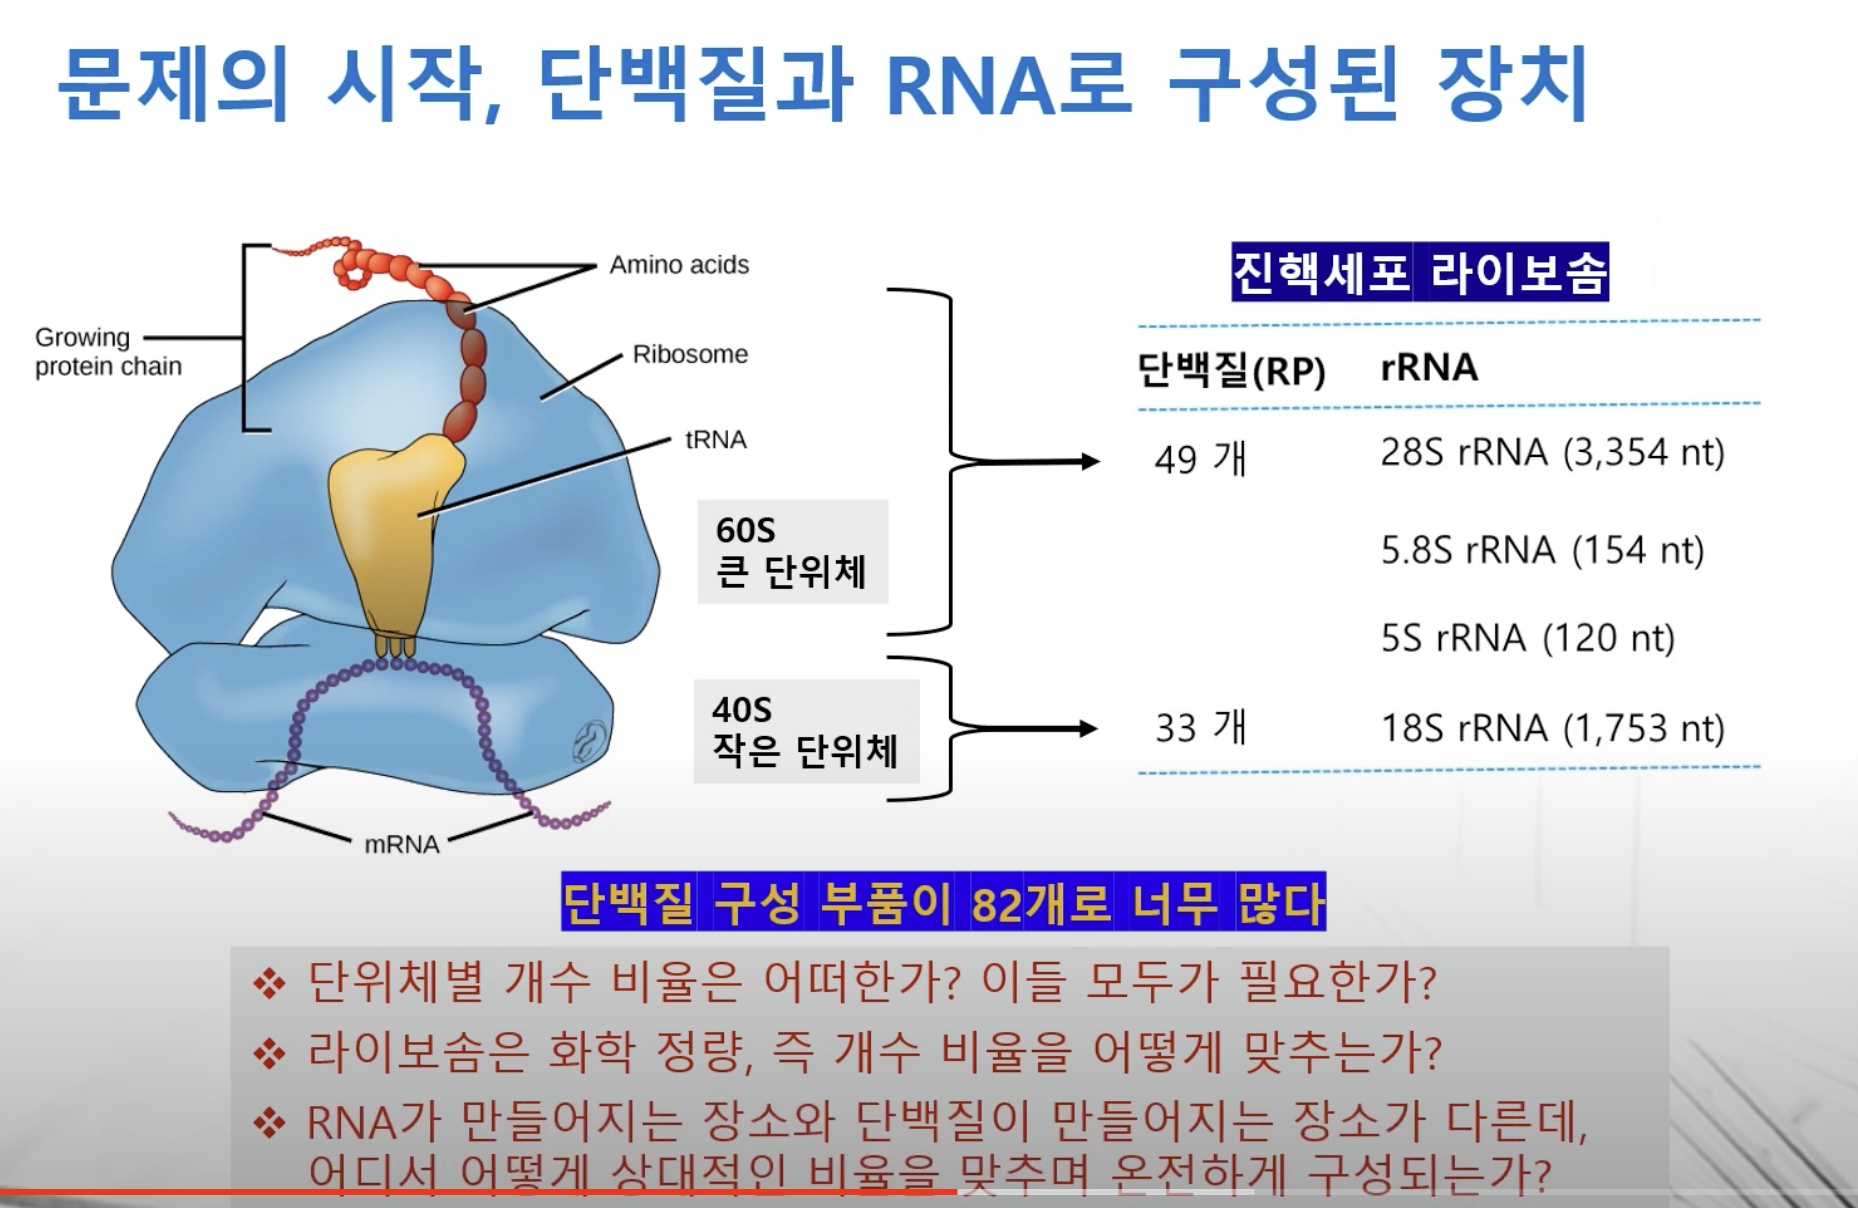 문제의 시작, 단백질과 RNA로 구성된 장치
Growing
protein chain
Amino acids
Ribosome
tRNA
mRNA
60S
큰 단위체
40S
작은 단위체
진핵세포 라이보솜
단백질(RP) rRNA
49 개 28S rRNA (3,354 nt)
5.8S rRNA (154 nt)
5S rRNA (120 nt)
33 개 18S rRNA (1,753 nt)
단백질 구성 부품이 82개로 너무 많다
❖ 단위체별 개수 비율은 어떠한가? 이들 모두가 필요한가?
❖ 라이보솜은 화학 정량, 즉 개수 비율을 어떻게 맞추는가?
❖ RNA가 만들어지는 장소와 단백질이 만들어지는 장소가 다른데,
어디서 어떻게 상대적인 비율을 맞추며 온전하게 구성되는가?